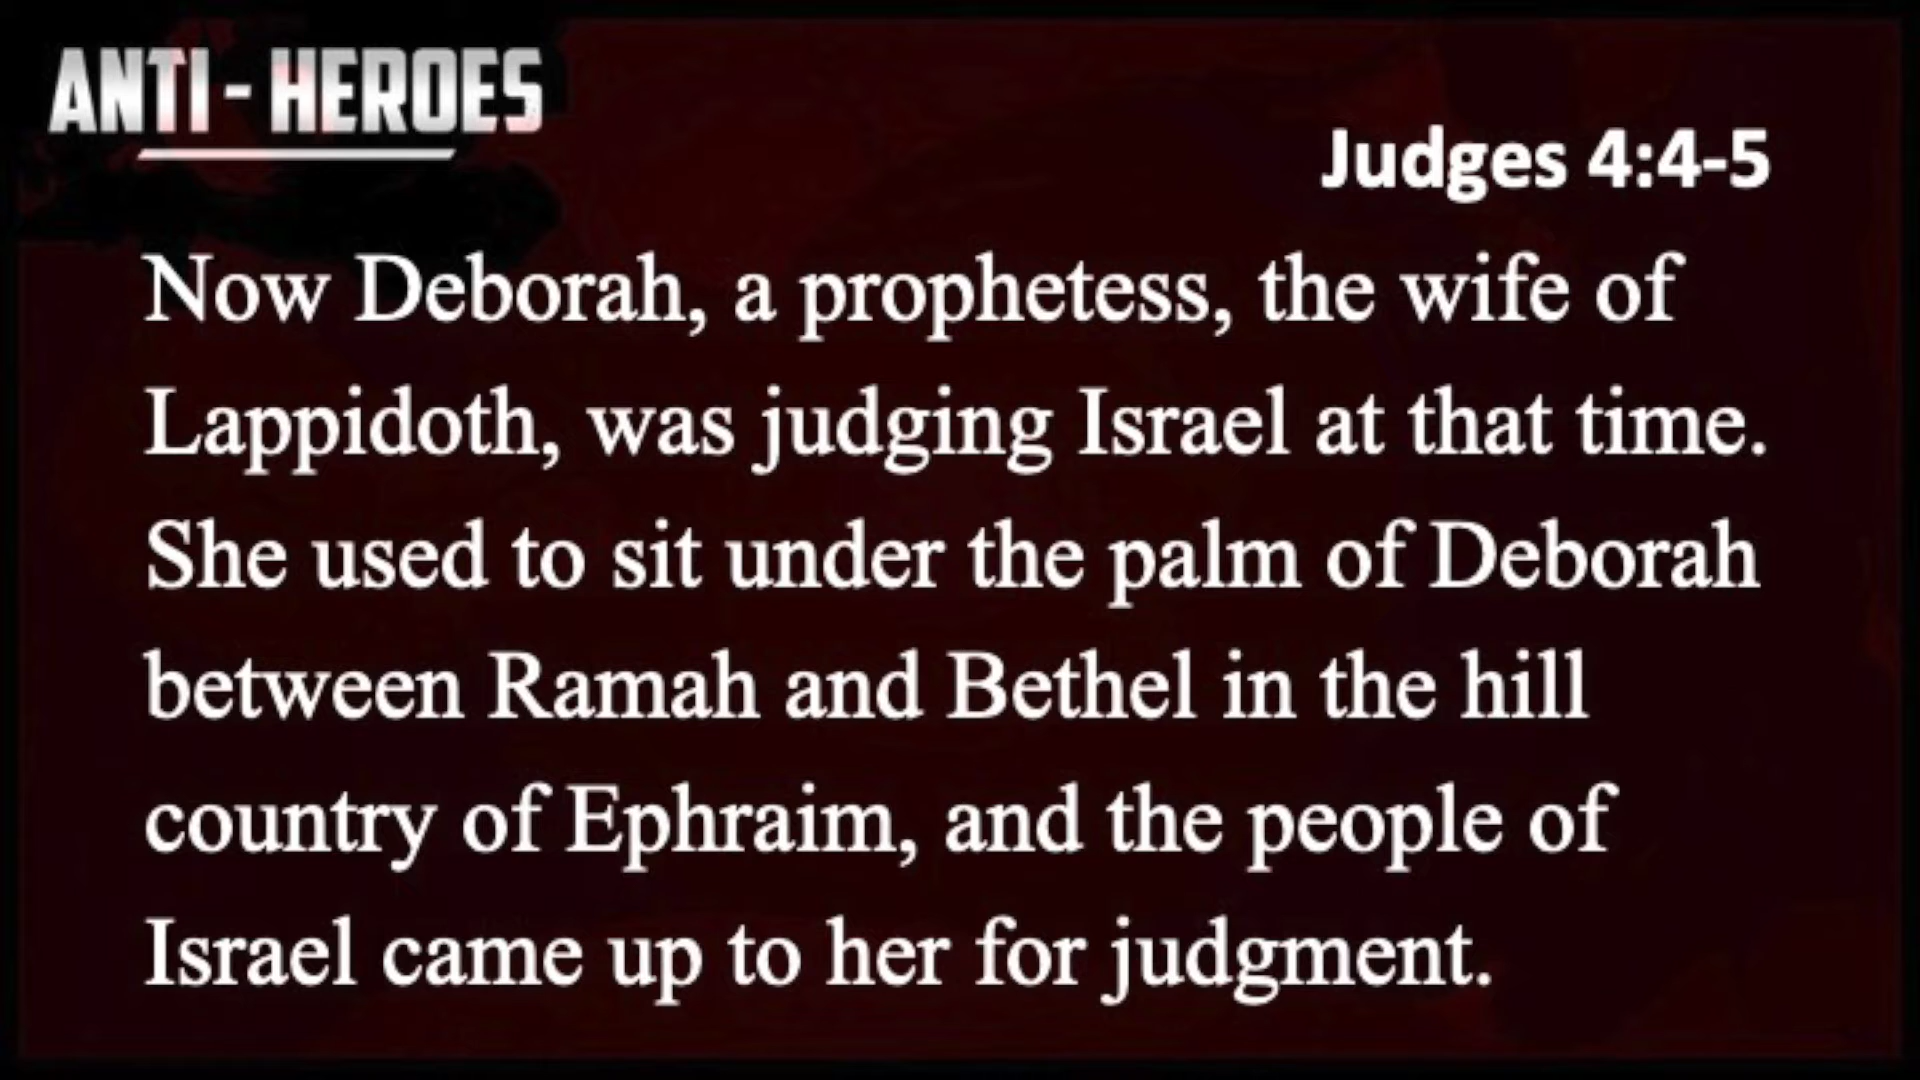 ANTI-HEROES
Judges 4:4-5
Now Deborah, a prophetess, the wife of
Lappidoth, was judging Israel at that time.
She used to sit under the palm of Deborah
between Ramah and Bethel in the hill
country of Ephraim, and the people of
Israel came up to her for judgment.